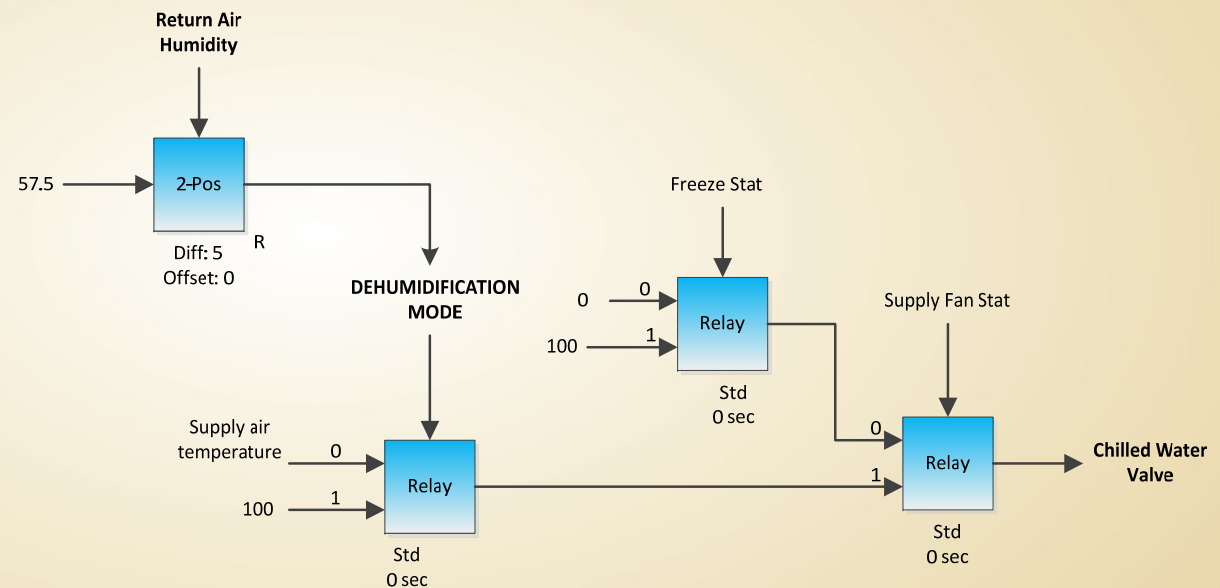 Return Air
Humidity
57.5
2-Pos
R
Diff: 5
Offset: 0
DEHUMIDIFICATION
MODE
Freeze Stat
0
0
100
1
Relay
Std
0 sec
Supply Fan Stat
0
1
Relay
Std
0 sec
Chilled Water
Valve
Supply air
temperature
0
100
1
Relay
Std
0 sec